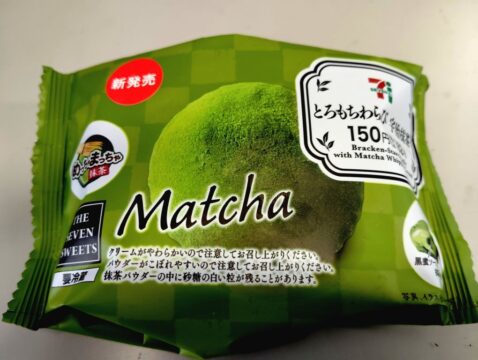 新発売
とろもちわらび
150円
Bracken-Star
with Matcha Whip
まっちゃ
抹茶
Matcha
THE
SEVEN
SWEETS
要冷蔵
クリームがやわらかいので注意してお召し上がりください。
パウダーがこぼれやすいので注意してお召し上がりください。
抹茶パウダーの中に砂糖の白い粒が残ることがあります。
黒蜜